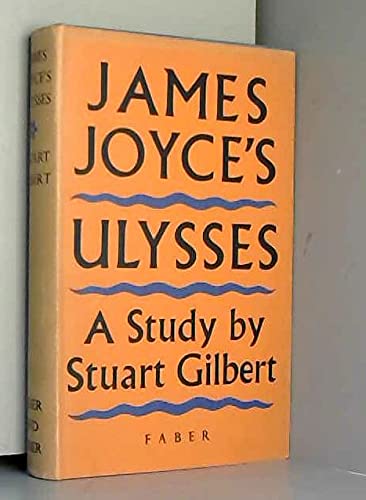 JAMES
JOYCE'S
ULYSSES
A Study by
Stuart Gilbert
FABER